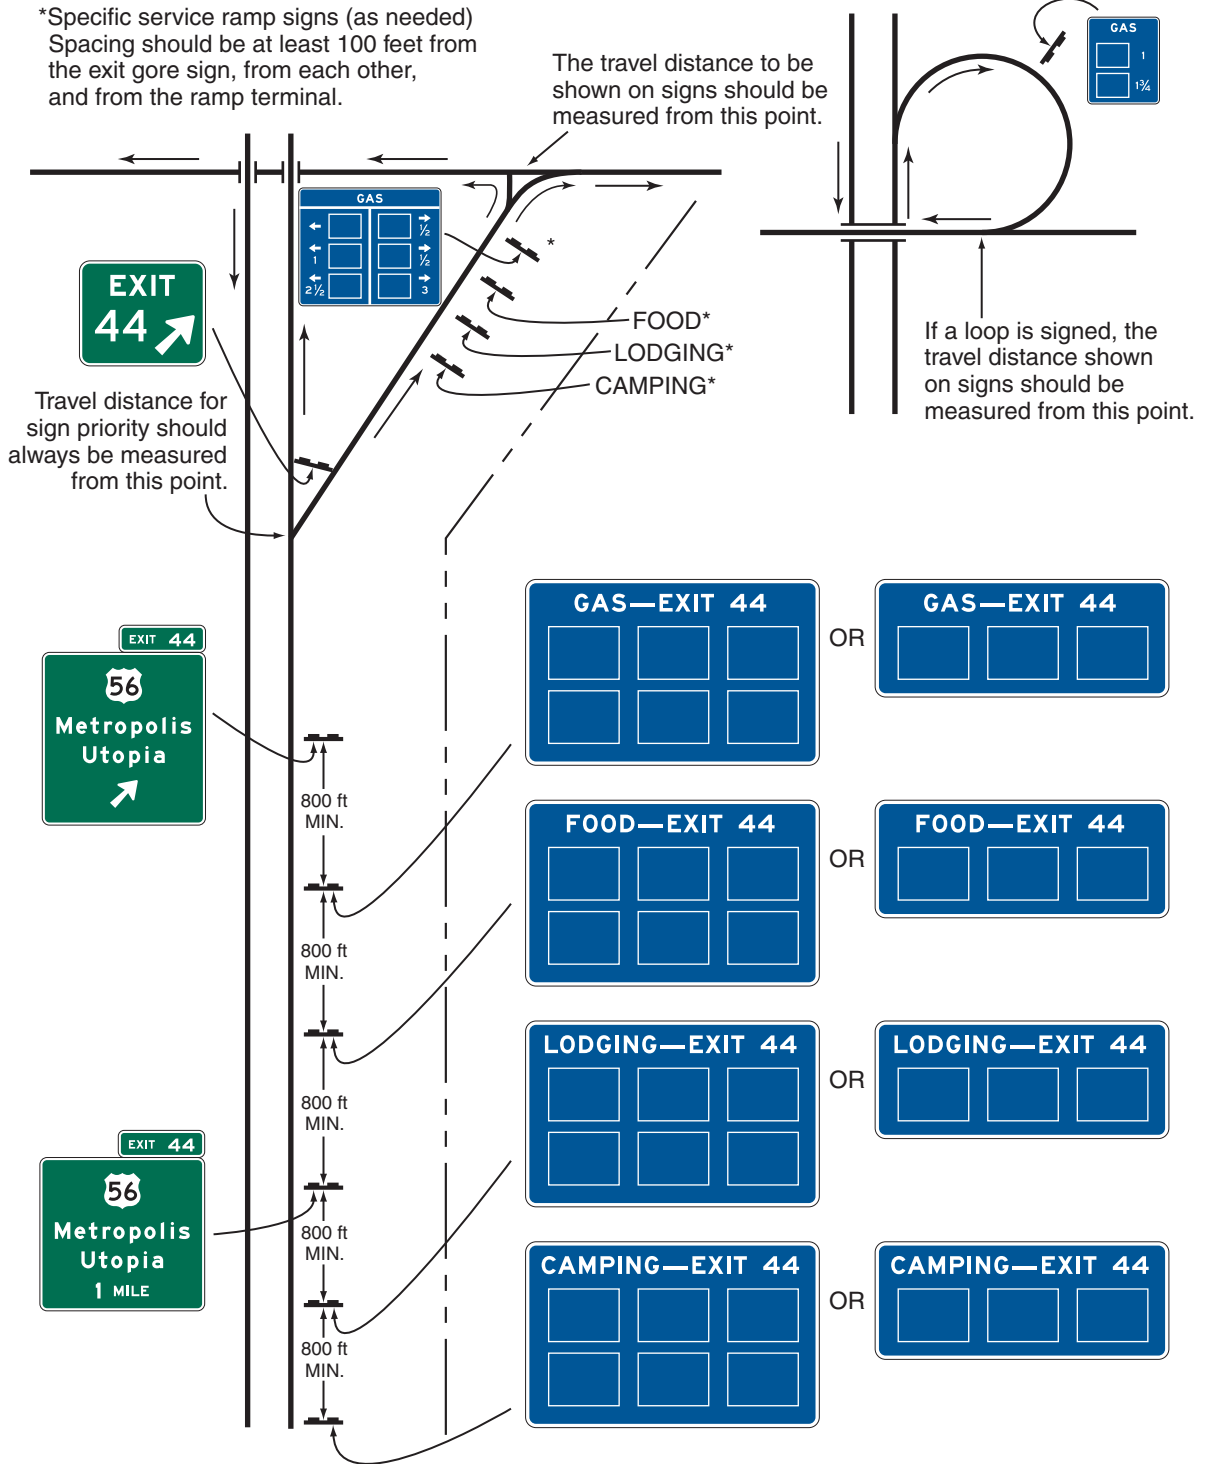 *Specific service ramp signs (as needed)
Spacing should be at least 100 feet from
the exit gore sign, from each other,
and from the ramp terminal.
The travel distance to be
shown on signs should be
measured from this point.
GAS
1
1¾
GAS
½
1
½
2½
3
EXIT
44
FOOD*
LODGING*
CAMPING*
*
If a loop is signed, the
travel distance shown
on signs should be
measured from this point.
Travel distance for
sign priority should
always be measured
from this point.
EXIT 44
56
Metropolis
Utopia
800 ft
MIN.
800 ft
MIN.
800 ft
MIN.
800 ft
MIN.
800 ft
MIN.
EXIT 44
56
Metropolis
Utopia
1 MILE
GAS—EXIT 44
OR
GAS—EXIT 44
FOOD—EXIT 44
OR
FOOD—EXIT 44
LODGING—EXIT 44
OR
LODGING—EXIT 44
CAMPING—EXIT 44
OR
CAMPING—EXIT 44